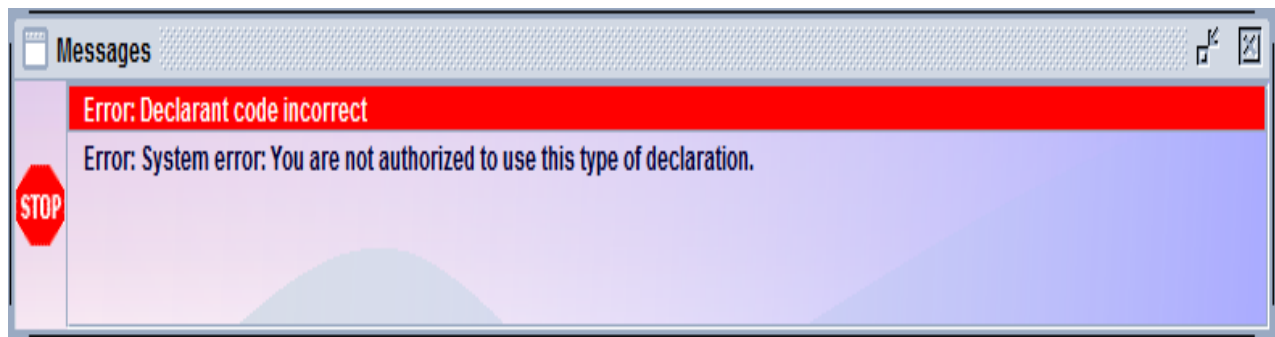 Messages
Error: Declarant code incorrect
Error: System error: You are not authorized to use this type of declaration.
STOP